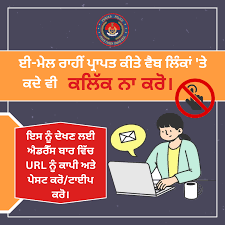 ਈ-ਮੇਲ ਰਾਹੀਂ ਪ੍ਰਾਪਤ ਕੀਤੇ ਵੈਬ ਲਿੰਕਾਂ 'ਤੇ
ਕਦੇ ਵੀ ਕਲਿੱਕ ਨਾ ਕਰੋ।
ਇਸ ਨੂੰ ਦੇਖਣ ਲਈ
ਐਡਰੈੱਸ ਬਾਰ ਵਿੱਚ
URL ਨੂੰ ਕਾਪੀ ਅਤੇ
ਪੇਸਟ ਕਰੋ/ਟਾਈਪ
ਕਰੋ।